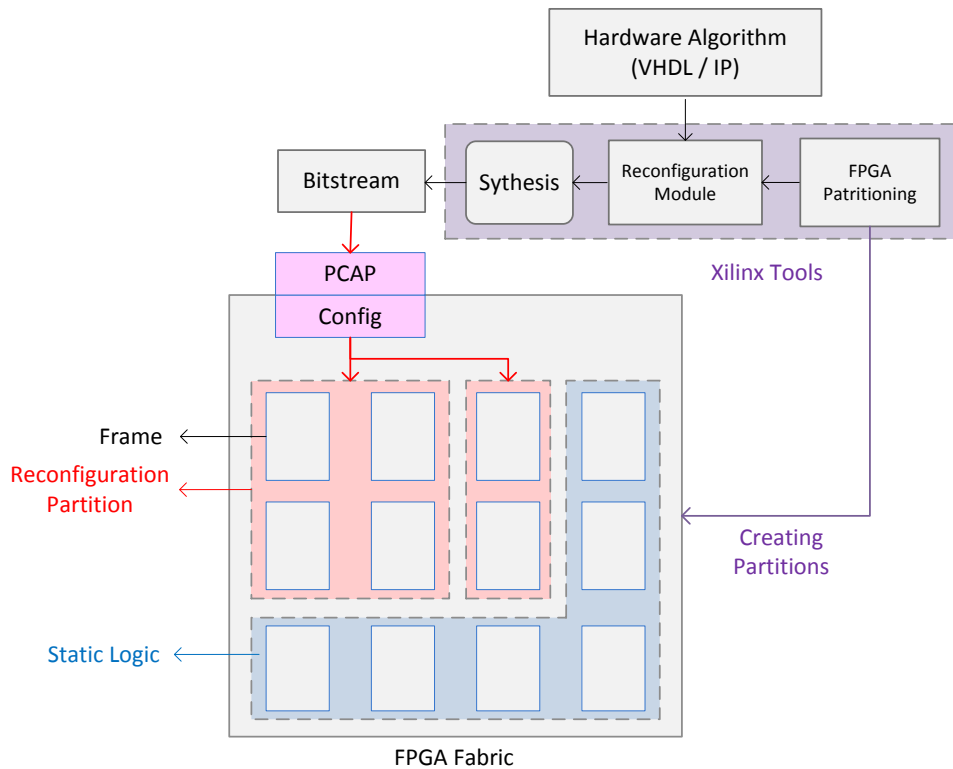 Hardware Algorithm
(VHDL / IP)
Bitstream
Sythesis
Reconfiguration
Module
FPGA
Patritioning
Xilinx Tools
PCAP
Config
Frame
Reconfiguration
Partition
Creating
Partitions
Static Logic
FPGA Fabric